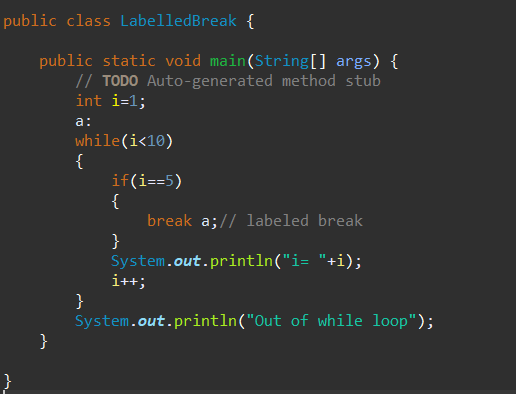 public class LabelledBreak {
public static void main(String[] args) {
// TODO Auto-generated method stub
int i=1;
a:
while(i<10)
{
if(i==5)
{
break a;// labeled break
}
System.out.println("i= "+i);
i++;
}
System.out.println("Out of while loop");
}
}